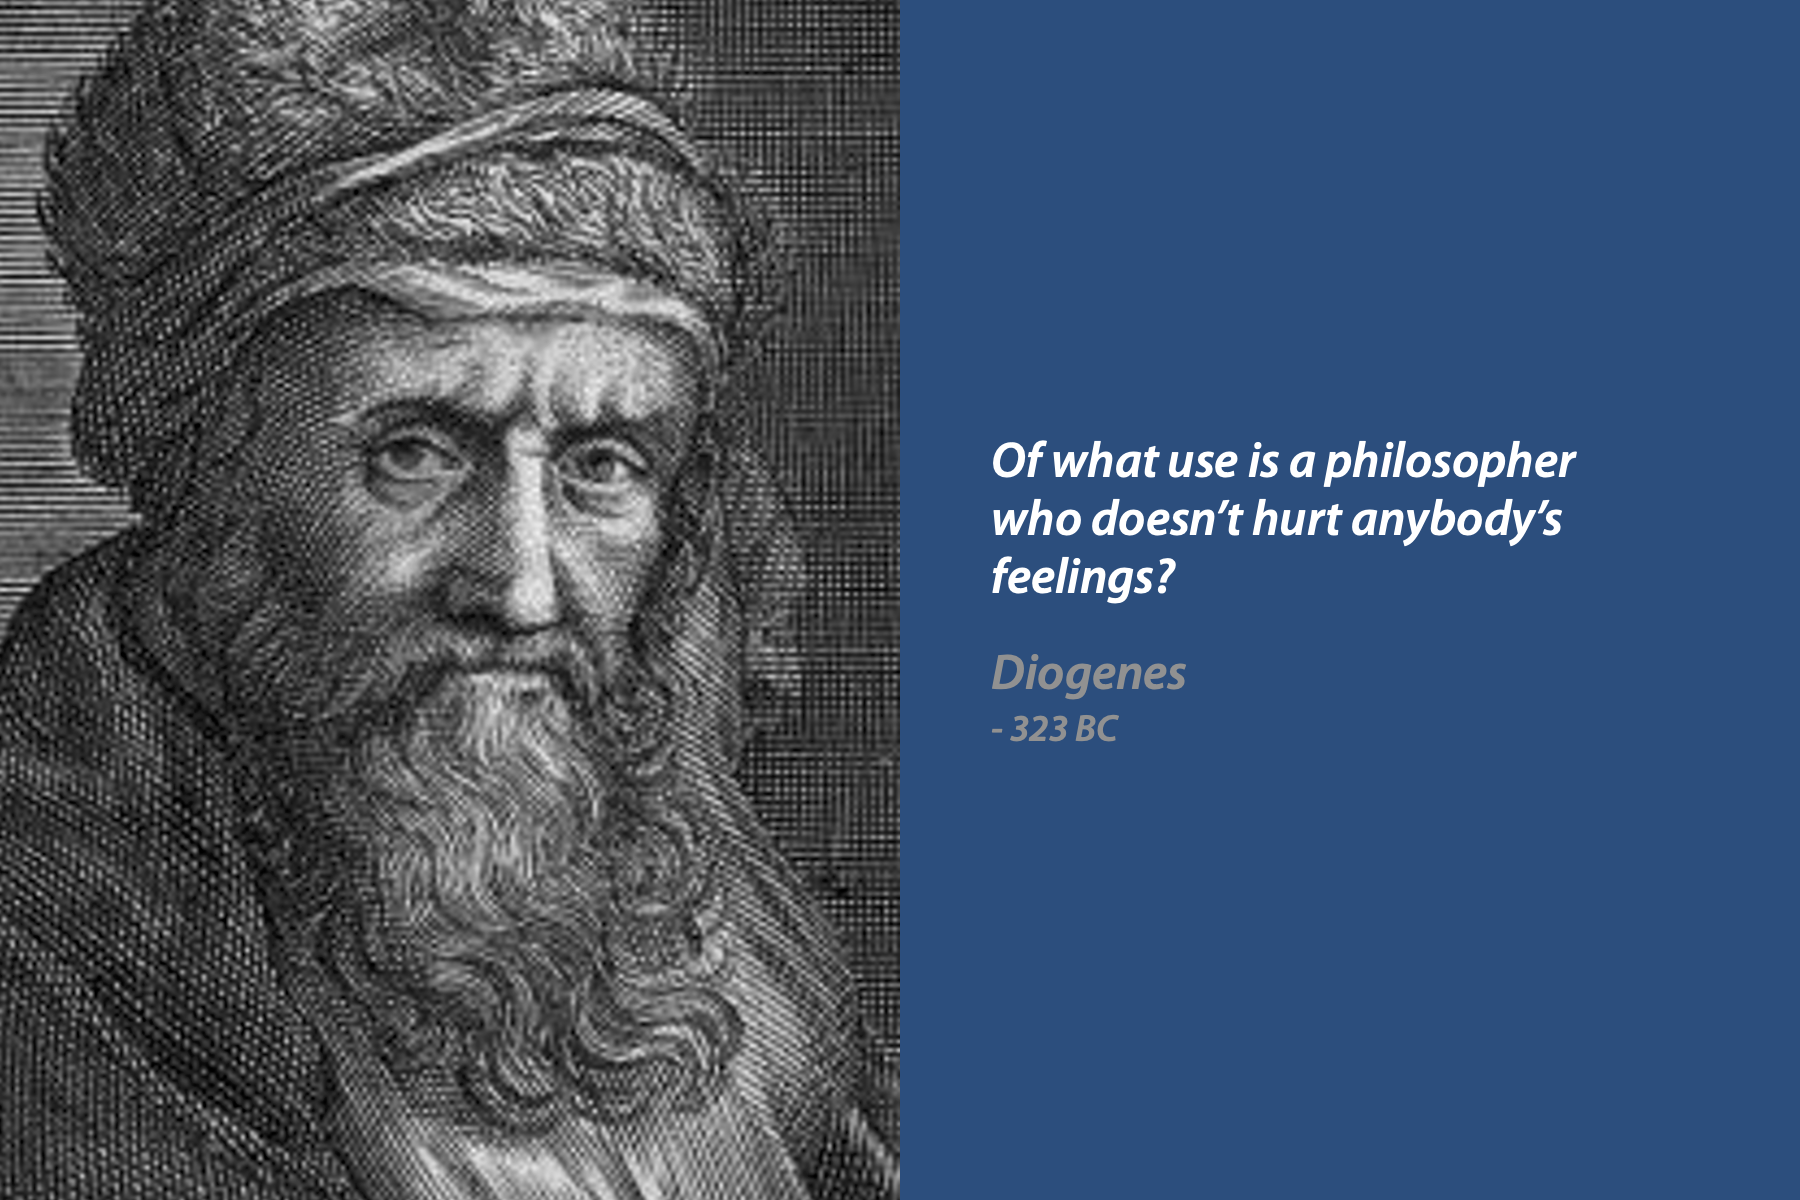 Of what use is a philosopher
who doesn’t hurt anybody’s
feelings?
Diogenes
- 323 BC